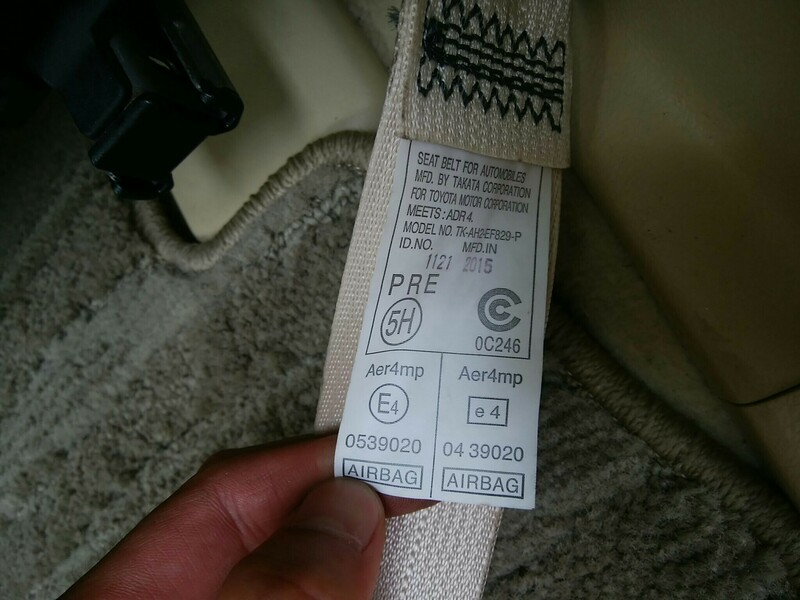 SEAT BELT FOR AUTOMOBILES
MFD. BY TAKATA CORPORATION
FOR TOYOTA MOTOR CORPORATION
MEETS: ADR 4.
MODEL NO. TK-AH2EF829-P
ID.NO. MFD.IN
1121 2015
PRE
5H
C
0C246
Aer4mp
E4
0539020
AIRBAG
Aer4mp
e 4
04 39020
AIRBAG